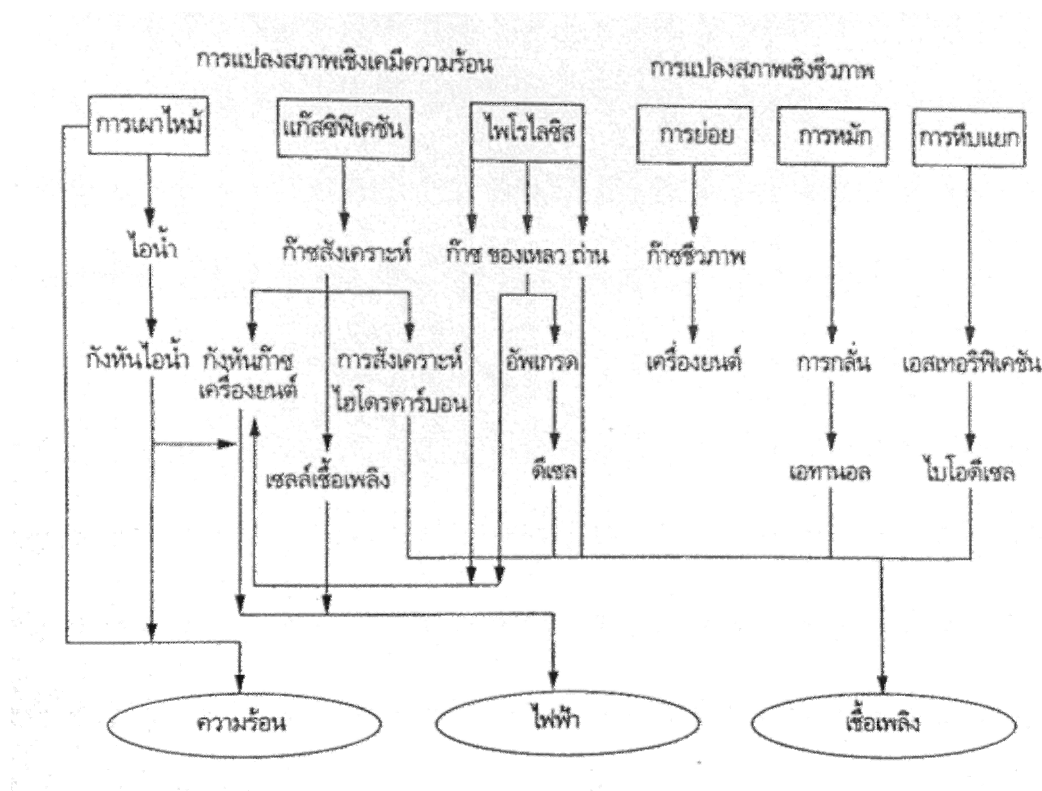 การแปลงสภาพเชิงเคมีความร้อน
การแปลงสภาพเชิงชีวภาพ
การเผาไหม้
แก๊สซิฟิเคชัน
ไพโรไลซิส
การย่อย
การหมัก
การหีบแยก
ไอน้ำ
ก๊าซสังเคราะห์
ก๊าซ ของเหลว ถ่าน
ก๊าซชีวภาพ
กังหันไอน้ำ
กังหันก๊าซ
เครื่องยนต์
การสังเคราะห์
ไฮโดรคาร์บอน
อัพเกรด
เครื่องยนต์
การกลั่น
เอสเทอริฟิเคชัน
เซลล์เชื้อเพลิง
ดีเซล
เอทานอล
ไบโอดีเซล
ความร้อน
ไฟฟ้า
เชื้อเพลิง